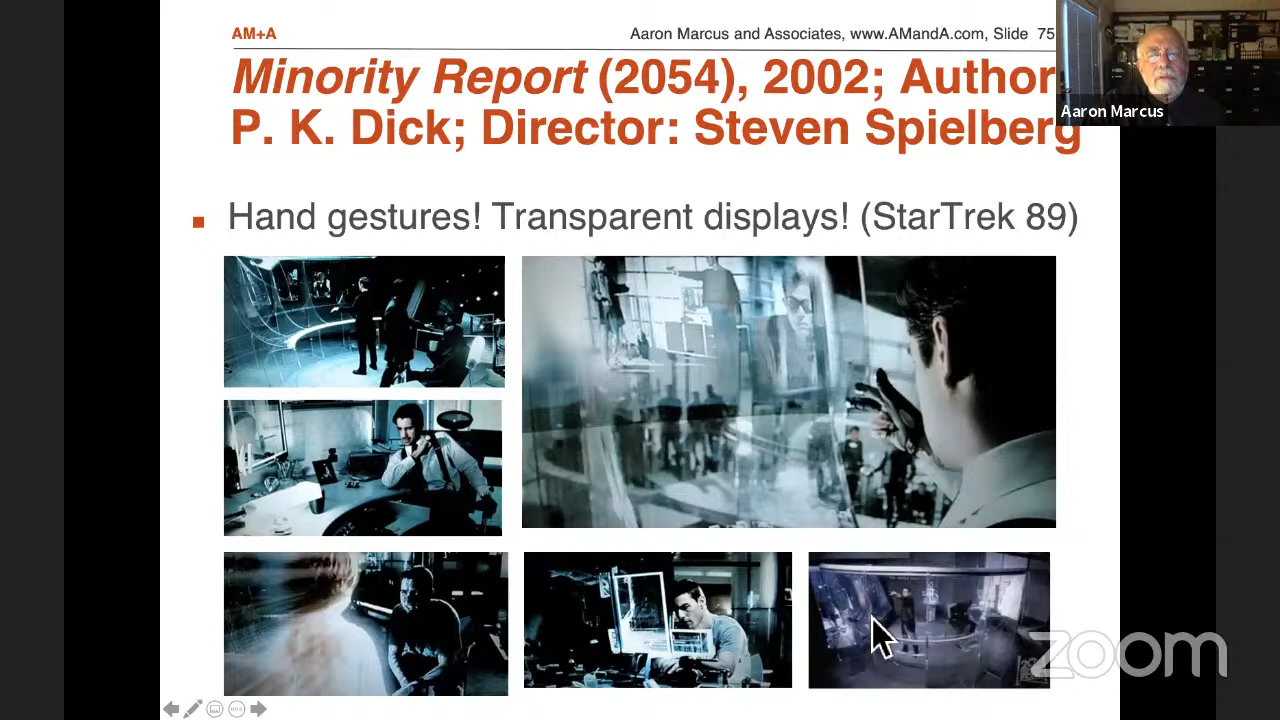 AM+A
Aaron Marcus and Associates, www.AMandA.com, Slide 75
Minority Report (2054), 2002; Author
P. K. Dick; Director: Steven Spielberg
Aaron Marcus
Hand gestures! Transparent displays! (StarTrek 89)
zoom